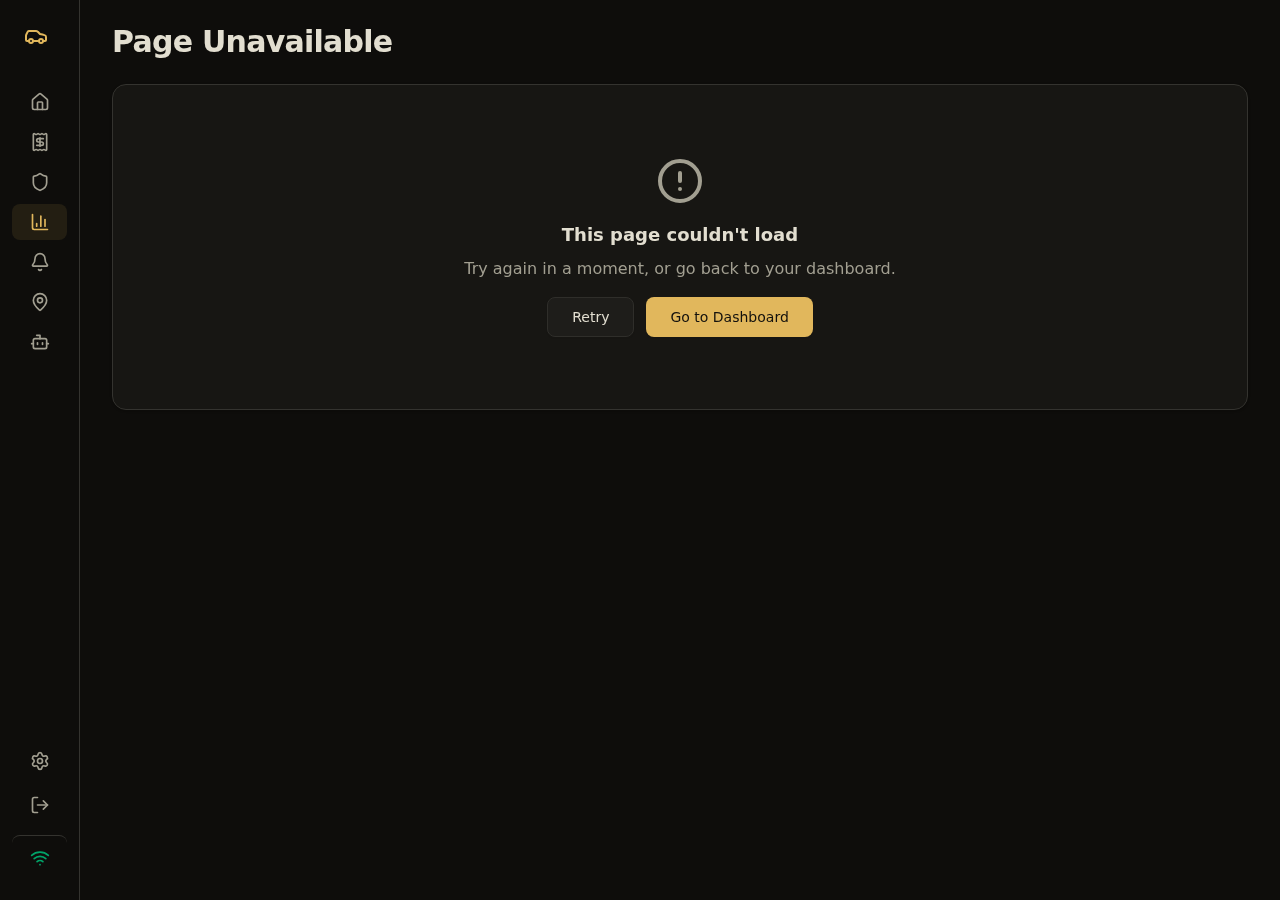 Page Unavailable
This page couldn't load
Try again in a moment, or go back to your dashboard.
Retry
Go to Dashboard